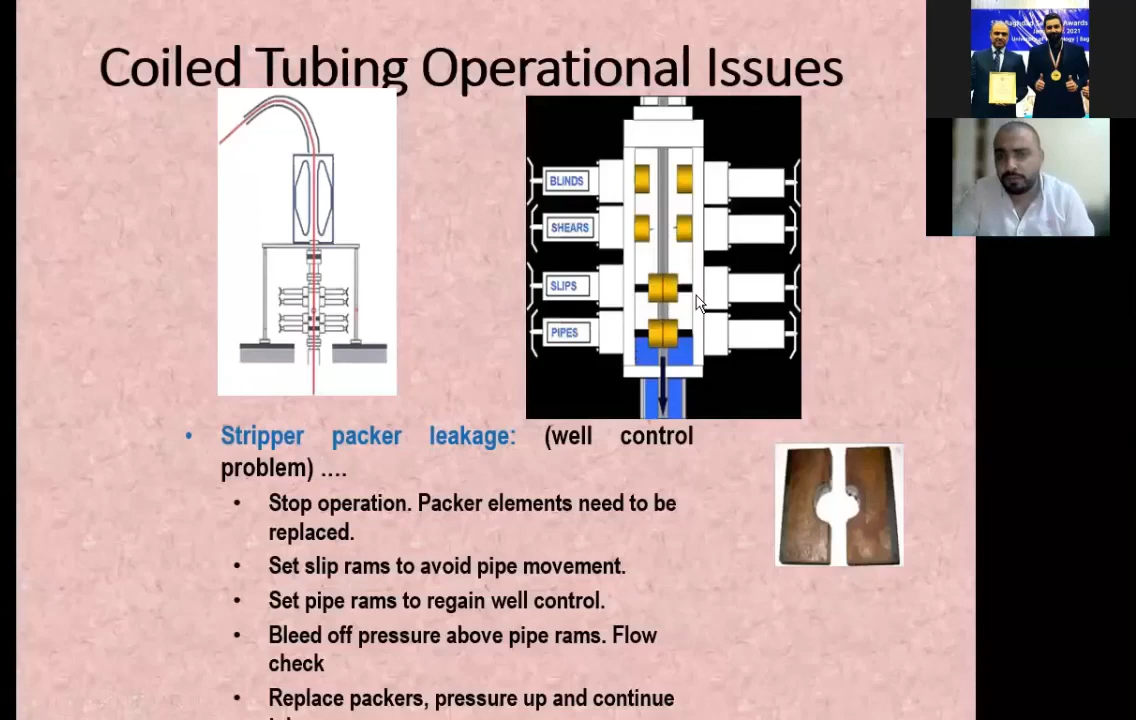 Coiled Tubing Operational Issues
BLINDS
SHEARS
SLIPS
PIPES
• Stripper packer leakage: (well control
problem) ....
• Stop operation. Packer elements need to be
replaced.
• Set slip rams to avoid pipe movement.
• Set pipe rams to regain well control.
• Bleed off pressure above pipe rams. Flow
check
• Replace packers, pressure up and continue
Awards
2021